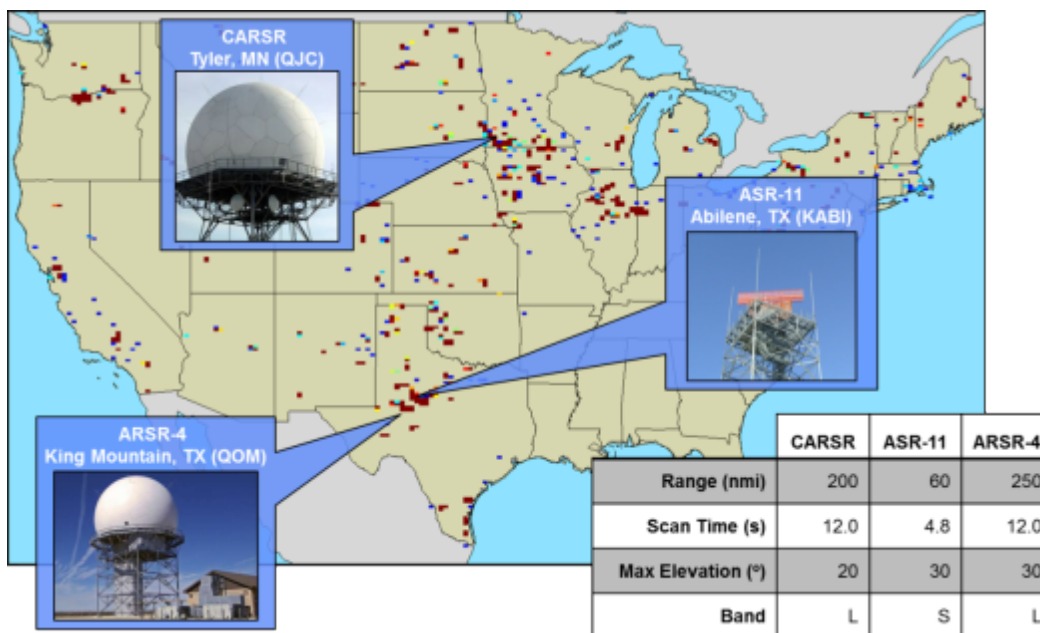 CARSR
Tyler, MN (QJC)
ASR-11
Abilene, TX (KABI)
ARSR-4
King Mountain, TX (QOM)
CARSR ASR-11 ARSR-4
Range (nmi) 200 60 250
Scan Time (s) 12.0 4.8 12.0
Max Elevation (º) 20 30 30
Band L S L